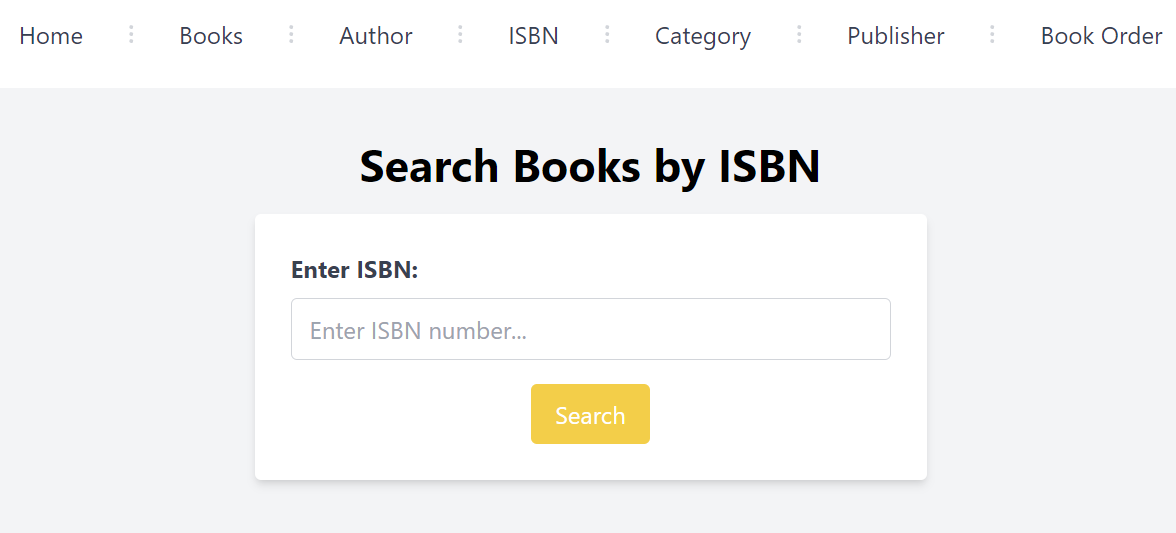 Home Books Author ISBN Category Publisher Book Order
Search Books by ISBN
Enter ISBN:
Enter ISBN number...
Search